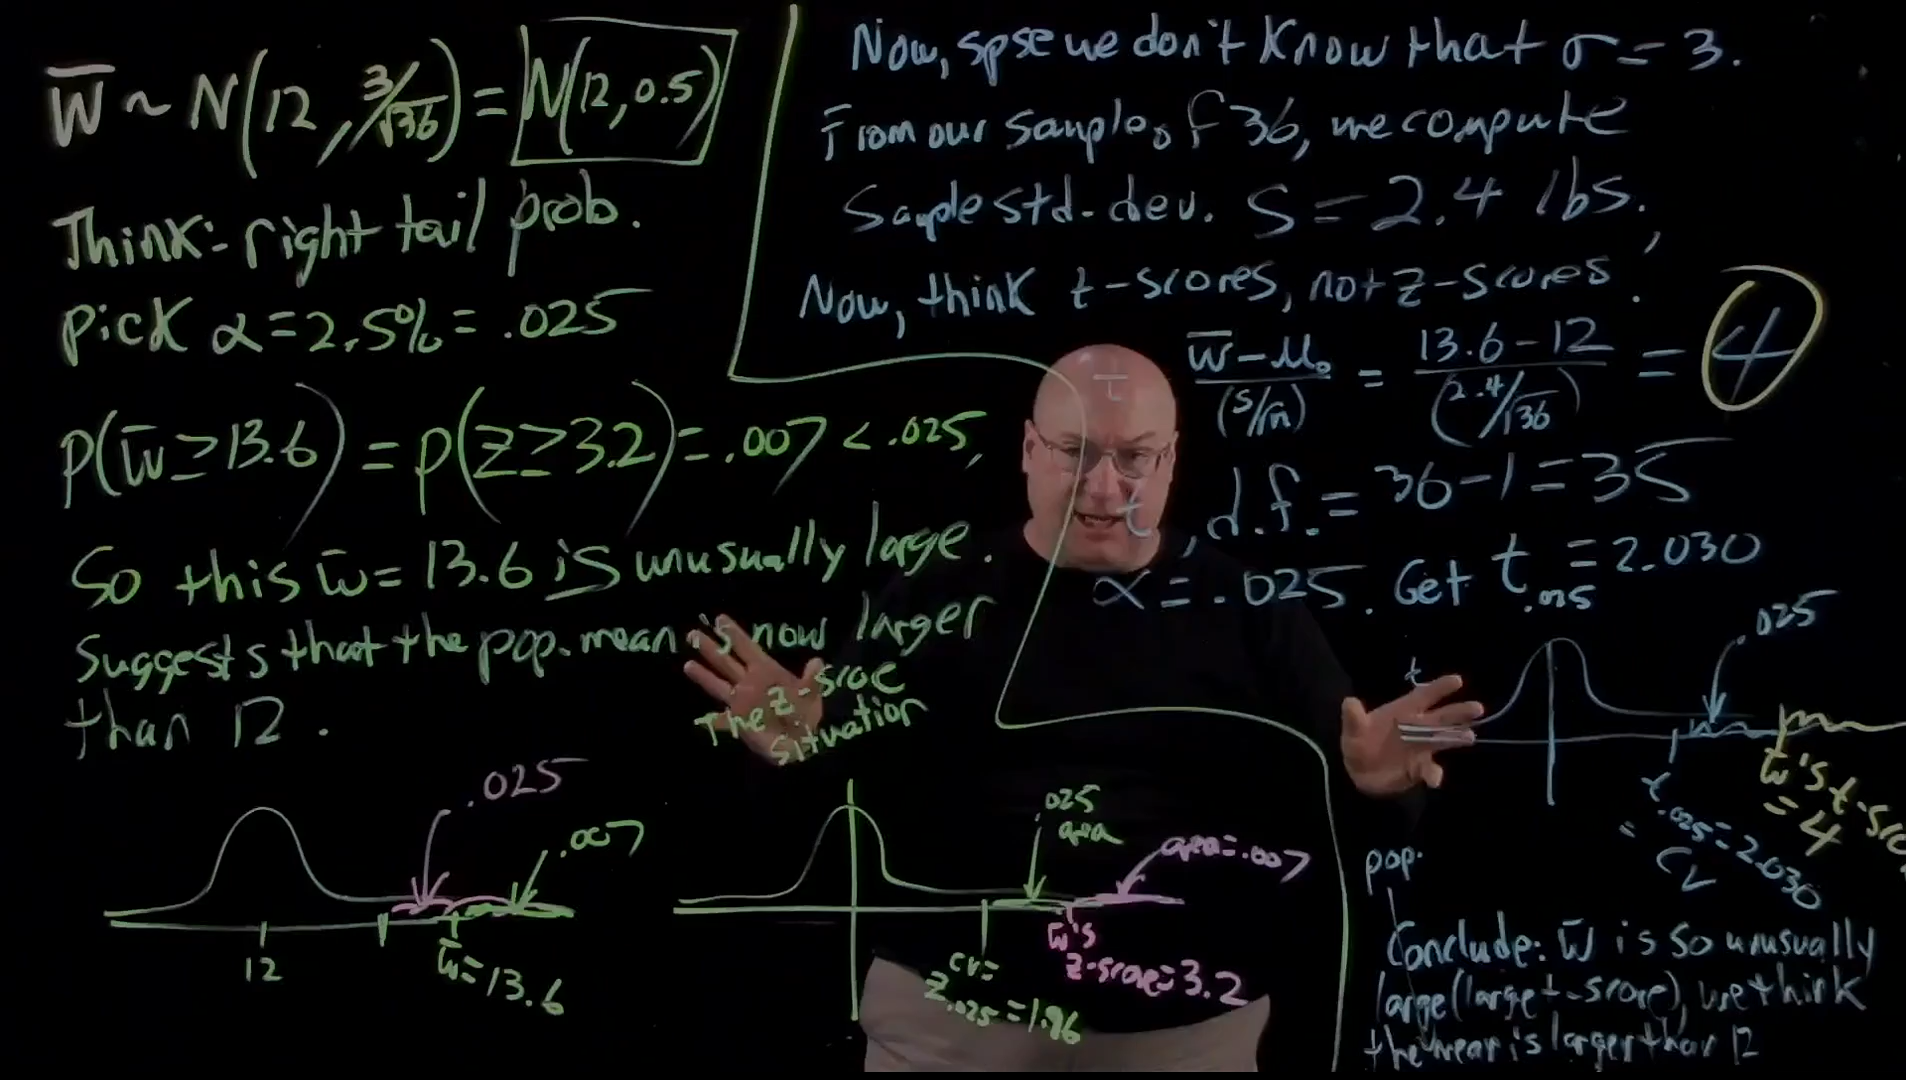 W̄ ~ N(12, 3/√36) = N(12, 0.5)
Think: right tail prob.
Pick α = 2.5% = .025
P(w̄ ≥ 13.6) = P(Z ≥ 3.2) = .007 < .025,
So this w̄ = 13.6 is unusually large.
Suggests that the pop. mean is now larger
than 12.
.025
.007
12
w̄ = 13.6
The z-sroe
situation
.025
area
area = .007
w̄'s
z-score = 3.2
cv =
z.025 = 1.96
Now, spse we don't know that σ = 3.
From our sample of 36, we compute
Sample std. dev. S = 2.4 lbs.,
Now, think t-scores, not z-scores.
t
w̄ - μ₀ / (s/√n) = 13.6 - 12 / (2.4/√36) = 4
t, d.f. = 36 - 1 = 35
α = .025. Get t.025 = 2.030
.025
t
w̄'s t-sco
= 4
t.025 = 2.030
= cv
pop.
Conclude: w̄ is so unusually
large (large t-score), we think
the mean is larger than 12